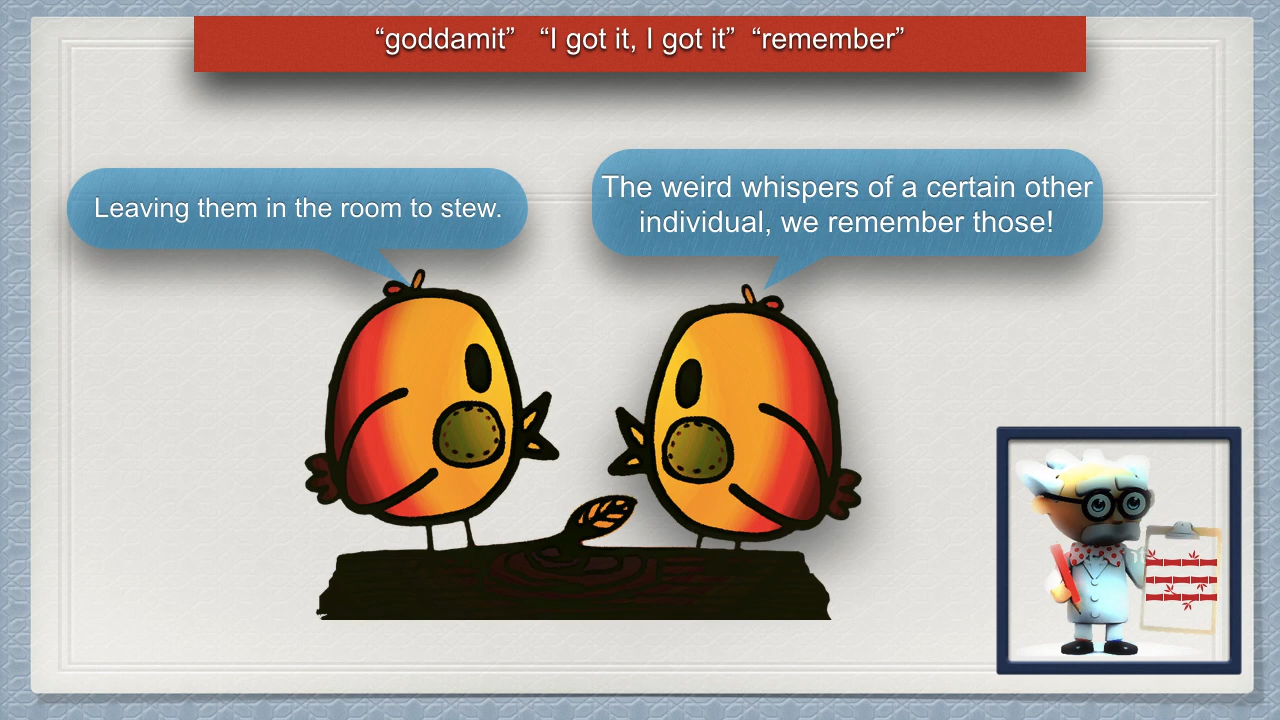 “goddamit” “I got it, I got it” “remember”
Leaving them in the room to stew.
The weird whispers of a certain other
individual, we remember those!